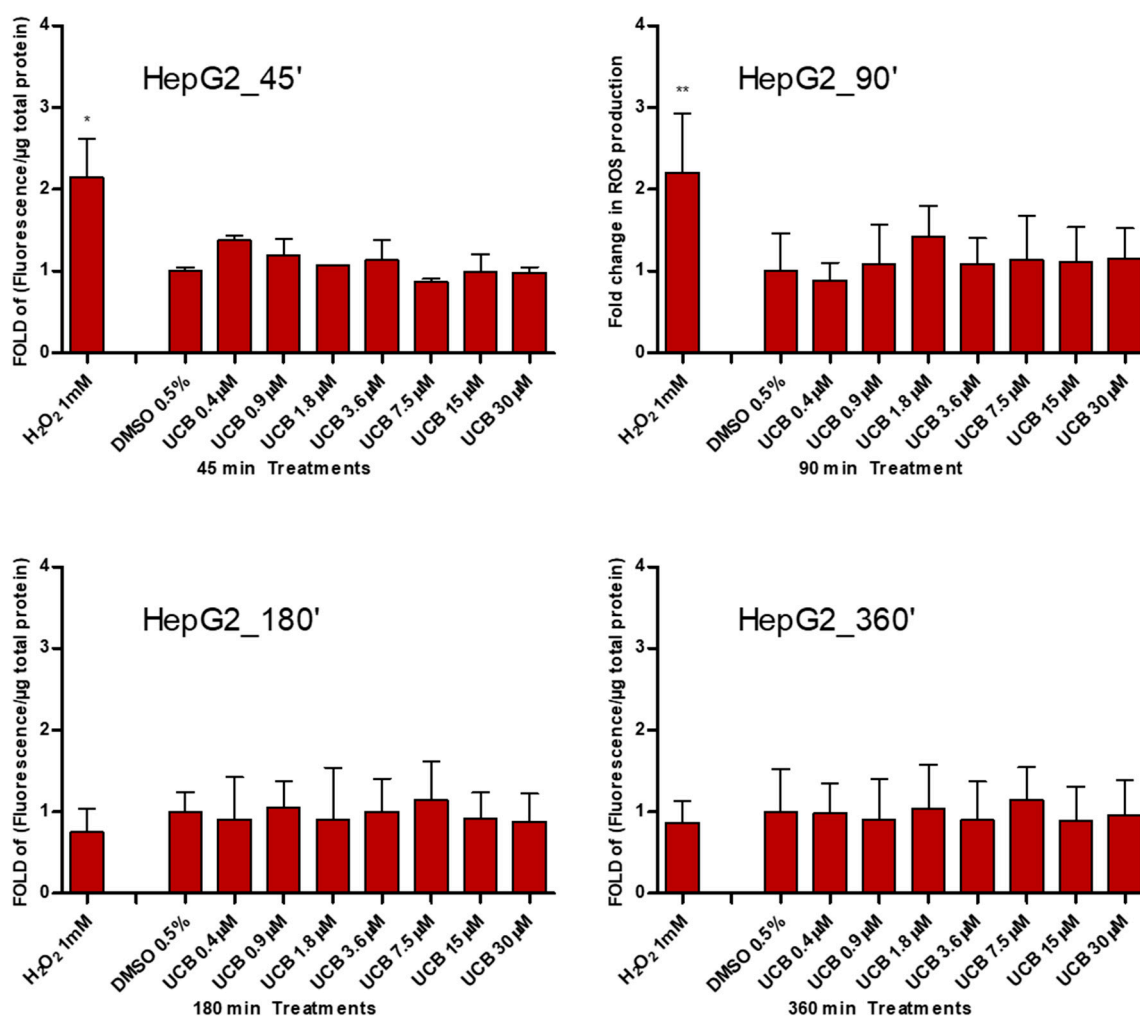 FOLD of (Fluorescence/µg total protein)
4
3
2
1
0
HepG2_45'
*
H₂O₂ 1mM
DMSO 0.5%
UCB 0.4 µM
UCB 0.9 µM
UCB 1.8 µM
UCB 3.6 µM
UCB 7.5 µM
UCB 15 µM
UCB 30 µM
45 min Treatments
Fold change in ROS production
4
3
2
1
0
HepG2_90'
**
H₂O₂ 1mM
DMSO 0.5%
UCB 0.4 µM
UCB 0.9 µM
UCB 1.8 µM
UCB 3.6 µM
UCB 7.5 µM
UCB 15 µM
UCB 30 µM
90 min Treatment
FOLD of (Fluorescence/µg total protein)
4
3
2
1
0
HepG2_180'
H₂O₂ 1mM
DMSO 0.5%
UCB 0.4 µM
UCB 0.9 µM
UCB 1.8 µM
UCB 3.6 µM
UCB 7.5 µM
UCB 15 µM
UCB 30 µM
180 min Treatments
FOLD of (Fluorescence/µg total protein)
4
3
2
1
0
HepG2_360'
H₂O₂ 1mM
DMSO 0.5%
UCB 0.4 µM
UCB 0.9 µM
UCB 1.8 µM
UCB 3.6 µM
UCB 7.5 µM
UCB 15 µM
UCB 30 µM
360 min Treatments